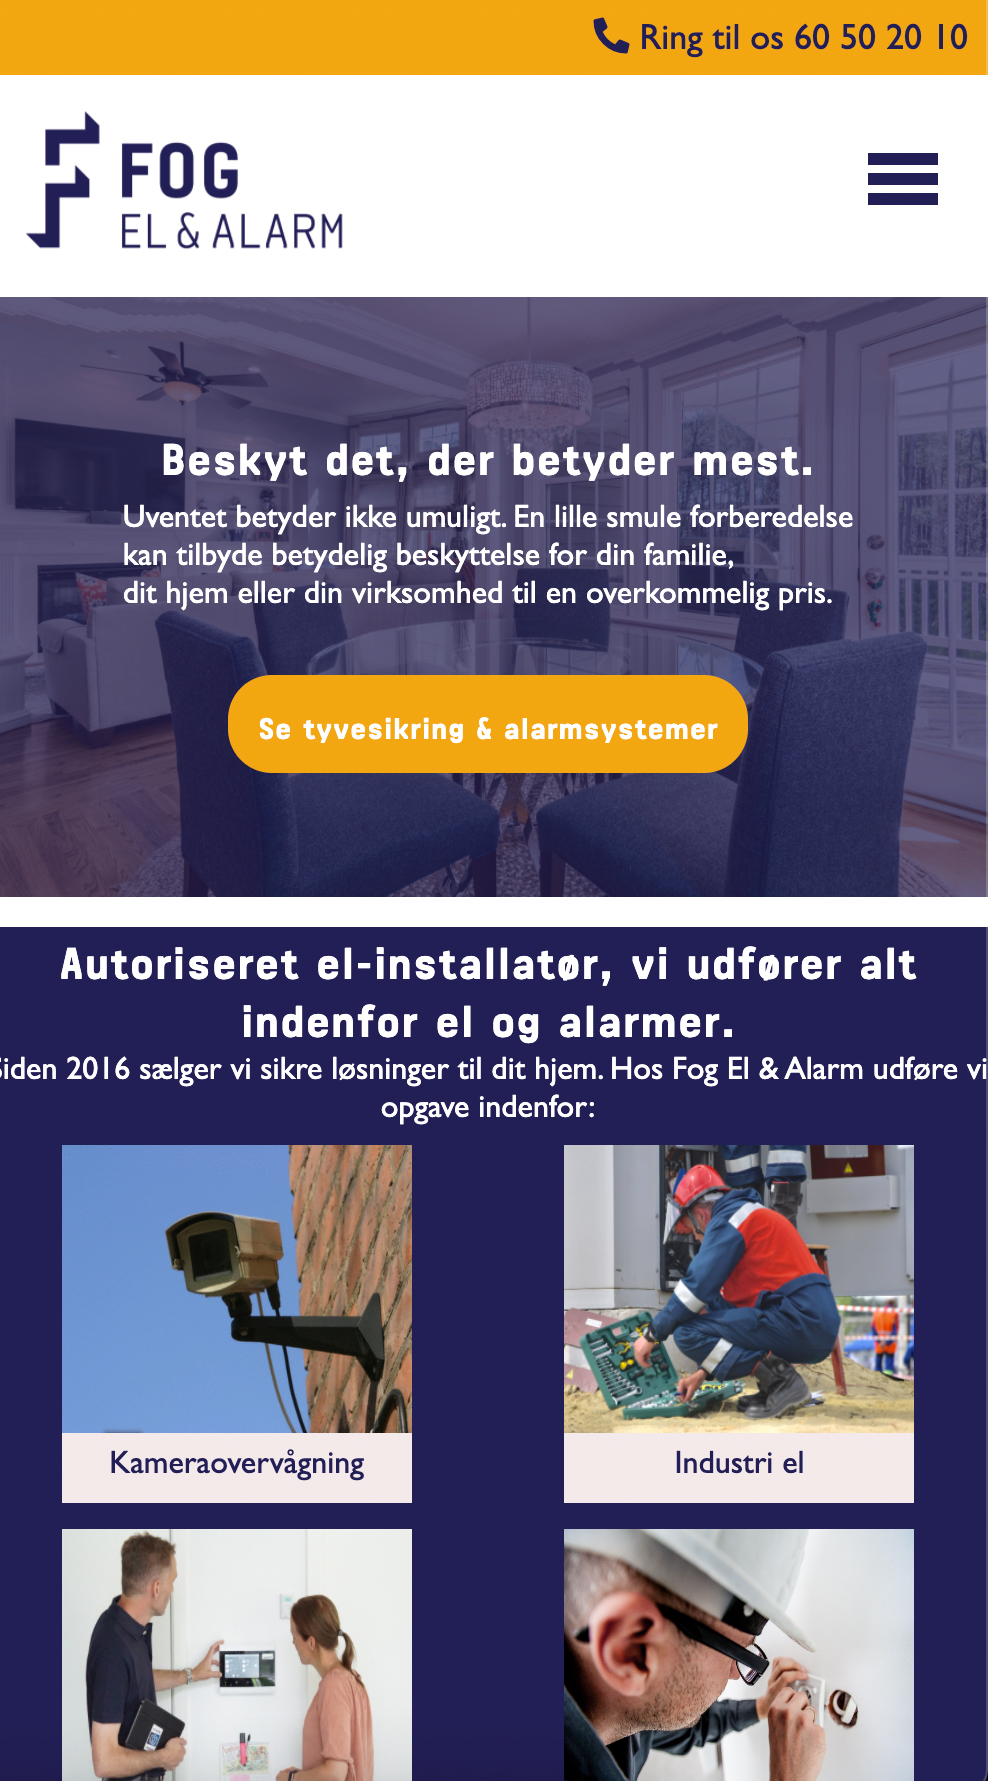 Ring til os 60 50 20 10
FOG
EL & ALARM
Beskyt det, der betyder mest.
Uventet betyder ikke umuligt. En lille smule forberedelse
kan tilbyde betydelig beskyttelse for din familie,
dit hjem eller din virksomhed til en overkommelig pris.
Se tyvesikring & alarmsystemer
Autoriseret el-installatør, vi udfører alt
indenfor el og alarmer.
Siden 2016 sælger vi sikre løsninger til dit hjem. Hos Fog El & Alarm udføre vi
opgave indenfor:
Kameraovervågning
Industri el